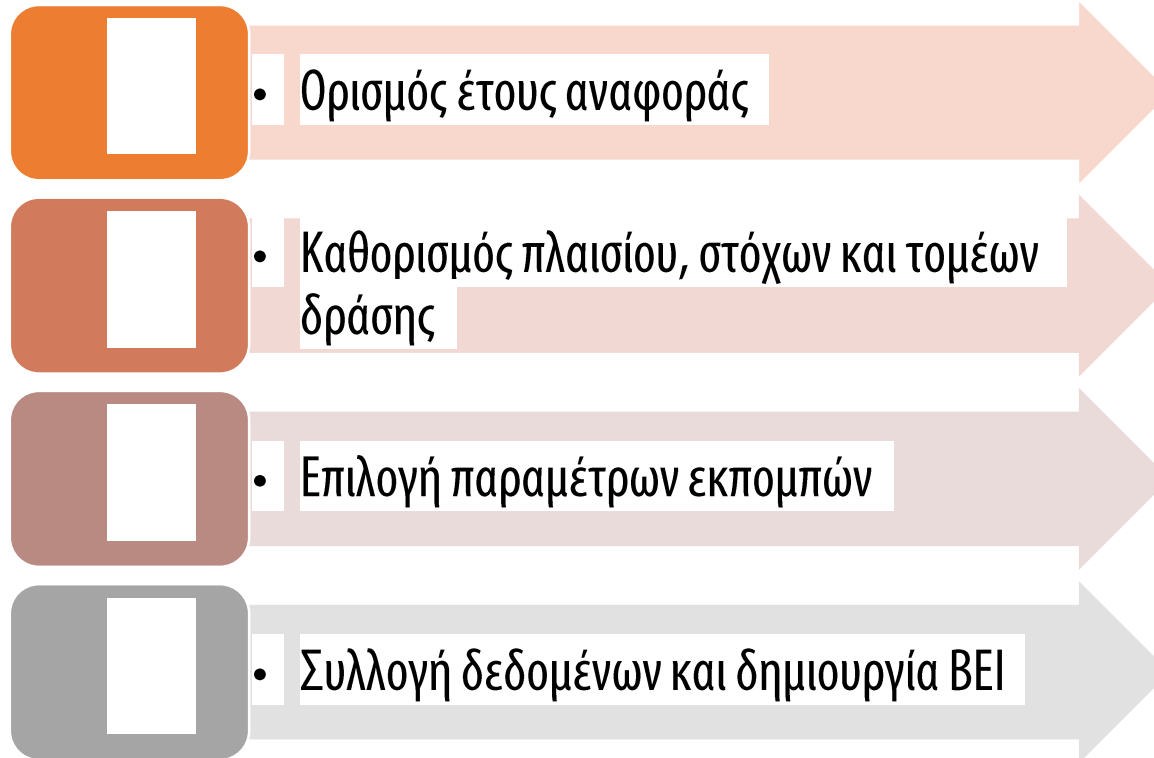 • Ορισμός έτους αναφοράς
• Καθορισμός πλαισίου, στόχων και τομέων
δράσης
• Επιλογή παραμέτρων εκπομπών
• Συλλογή δεδομένων και δημιουργία BEI